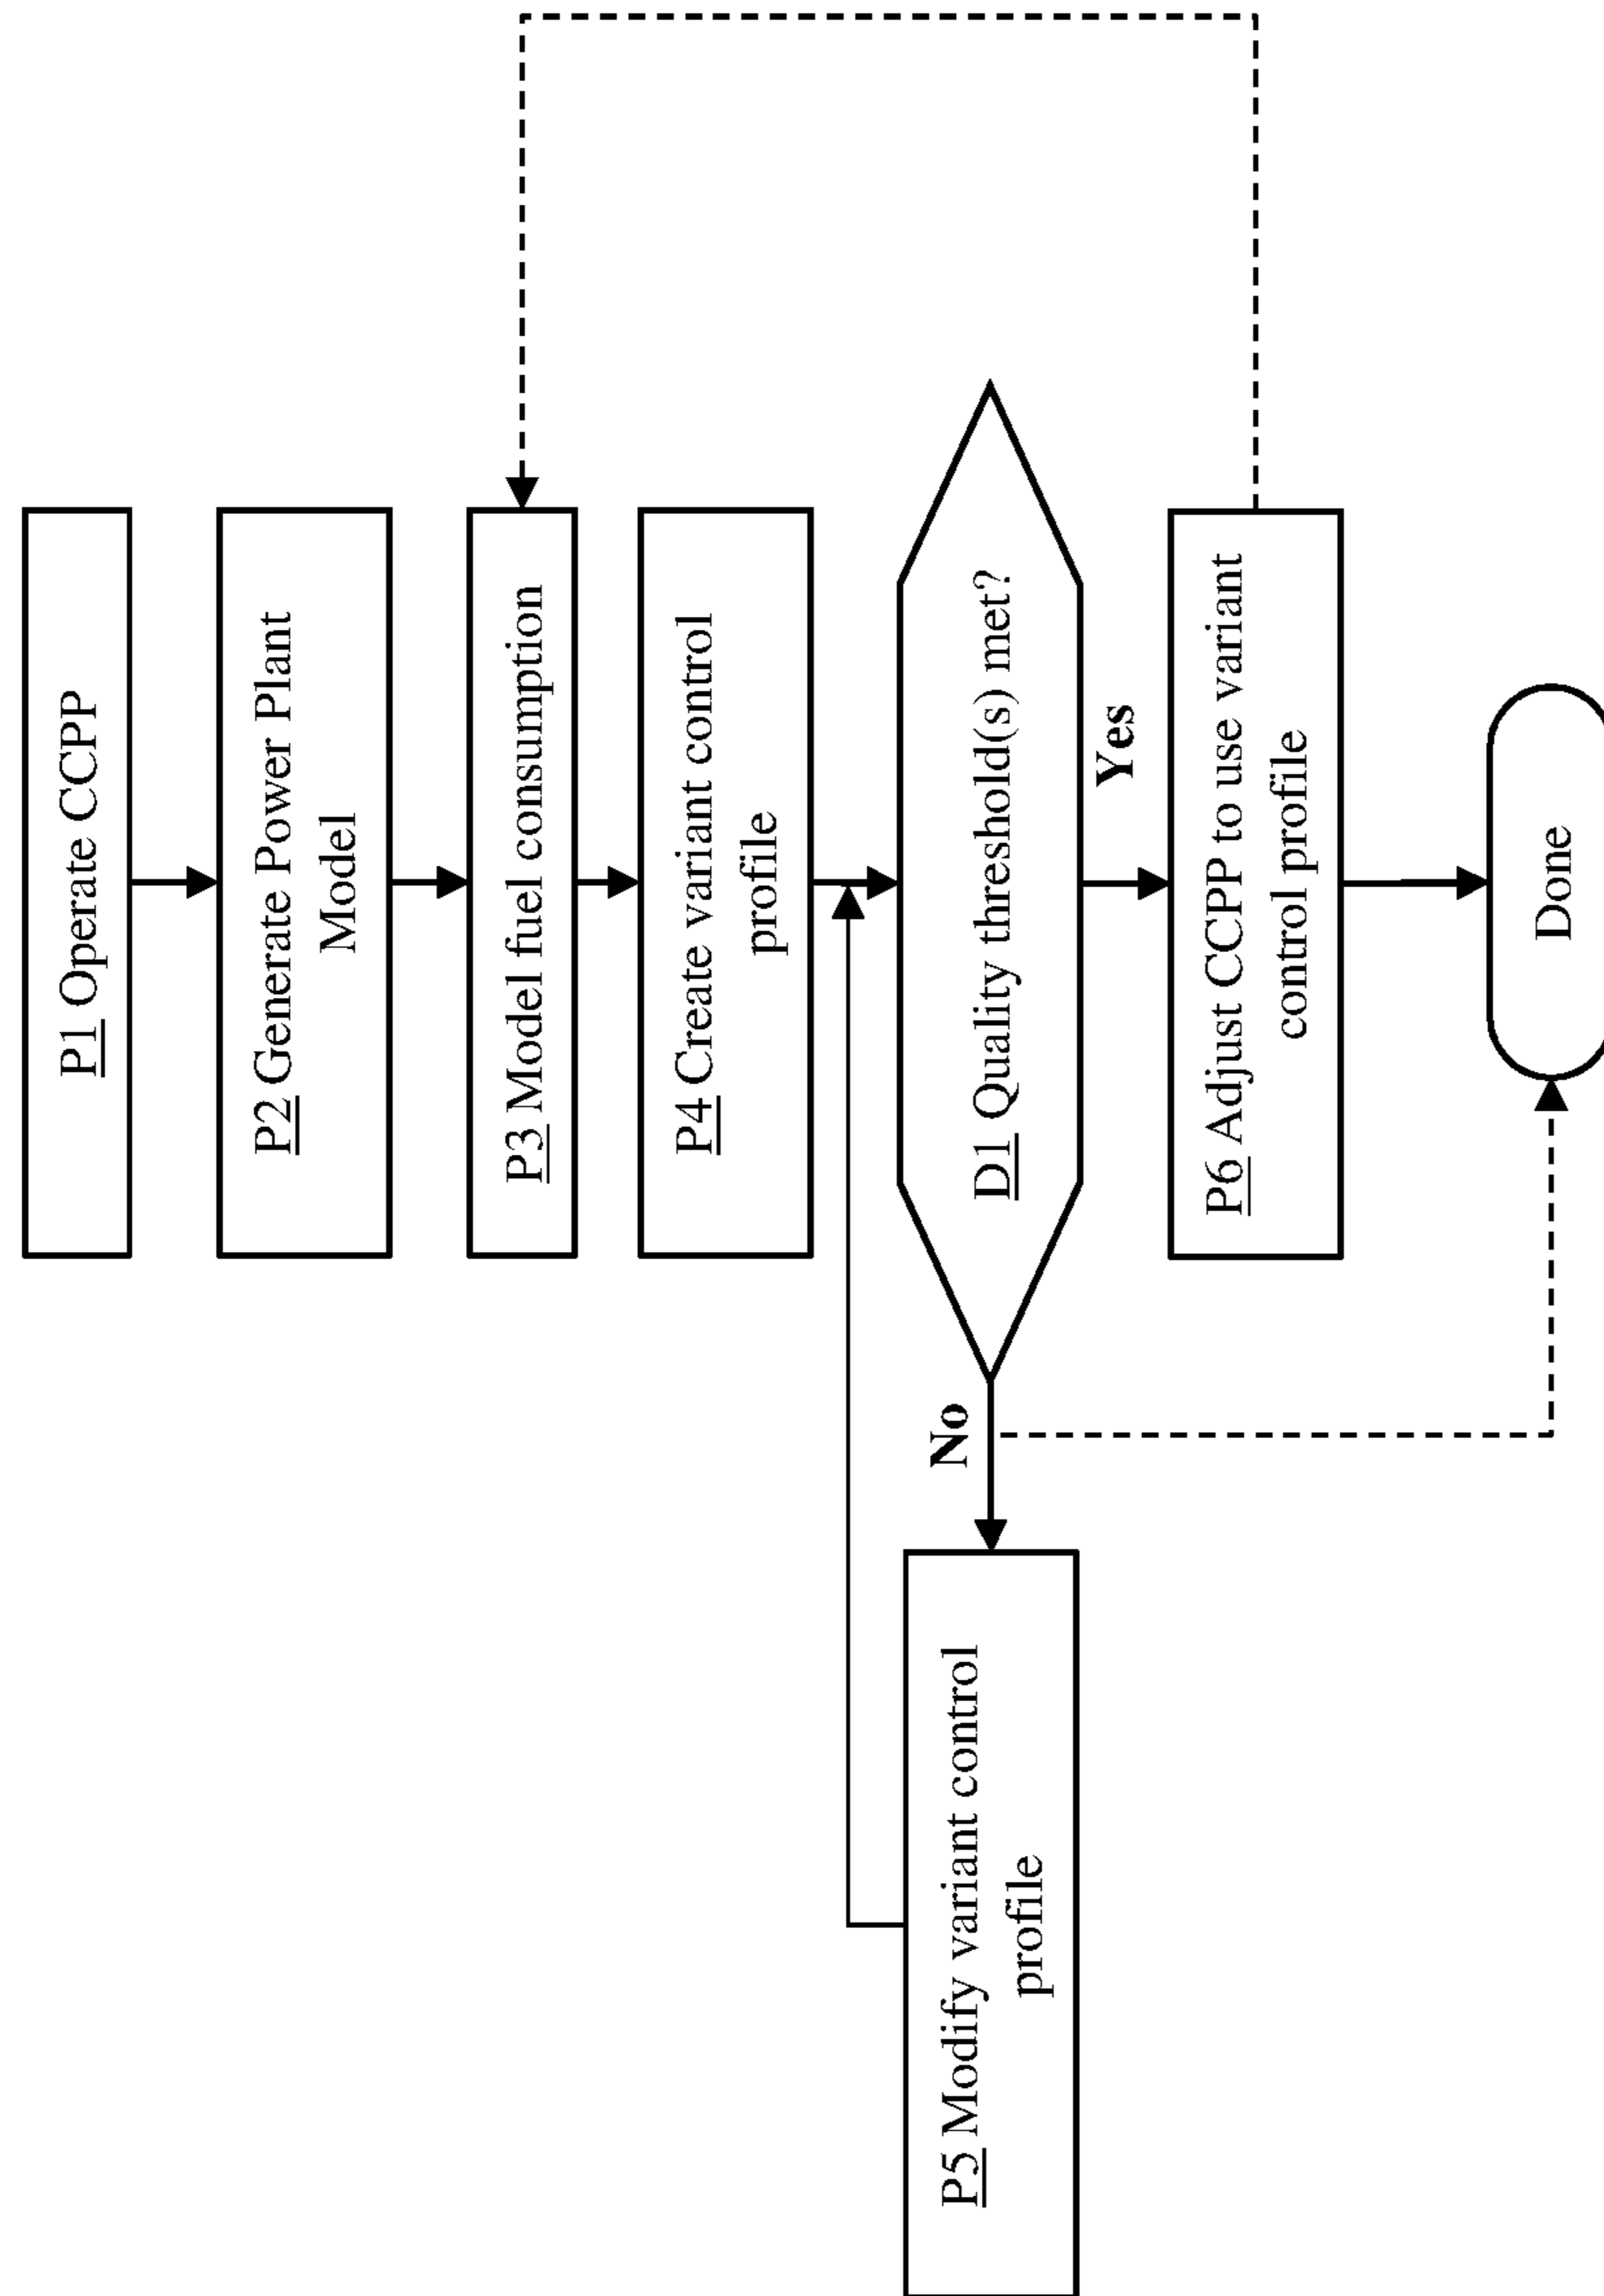 P1 Operate CCPP
P2 Generate Power Plant
Model
P3 Model fuel consumption
P4 Create variant control
profile
D1 Quality threshold(s) met?
No
Yes
P5 Modify variant control
profile
P6 Adjust CCPP to use variant
control profile
Done